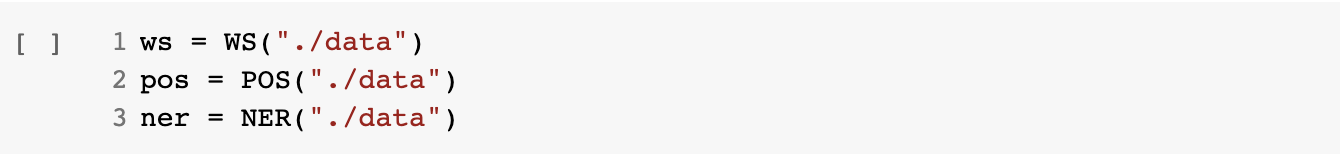 [ ] 1 ws = WS("./data")
2 pos = POS("./data")
3 ner = NER("./data")